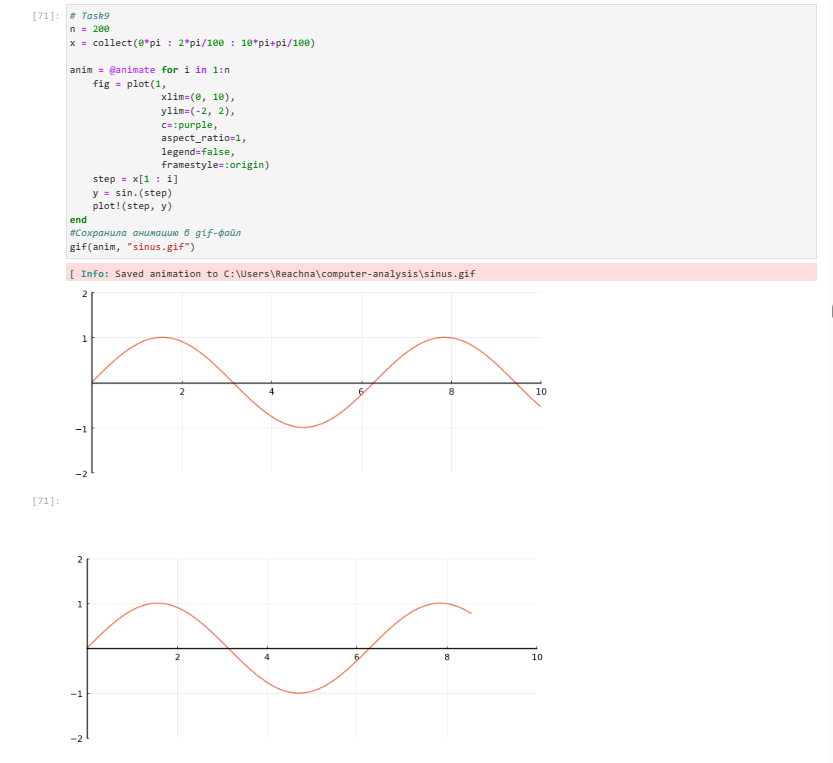 [71]: # Task9
n = 200
x = collect(0*pi : 2*pi/100 : 10*pi+pi/100)
anim = @animate for i in 1:n
    fig = plot(1,
                xlim=(0, 10),
                ylim=(-2, 2),
                c=:purple,
                aspect_ratio=1,
                legend=false,
                framestyle=:origin)
    step = x[1 : i]
    y = sin.(step)
    plot!(step, y)
end
#Сохранила анимацию в gif-файл
gif(anim, "sinus.gif")
[ Info: Saved animation to C:\Users\Reachna\computer-analysis\sinus.gif
2
1
2 4 6 8 10
−1
−2
[71]:
2
1
2 4 6 8 10
−1
−2